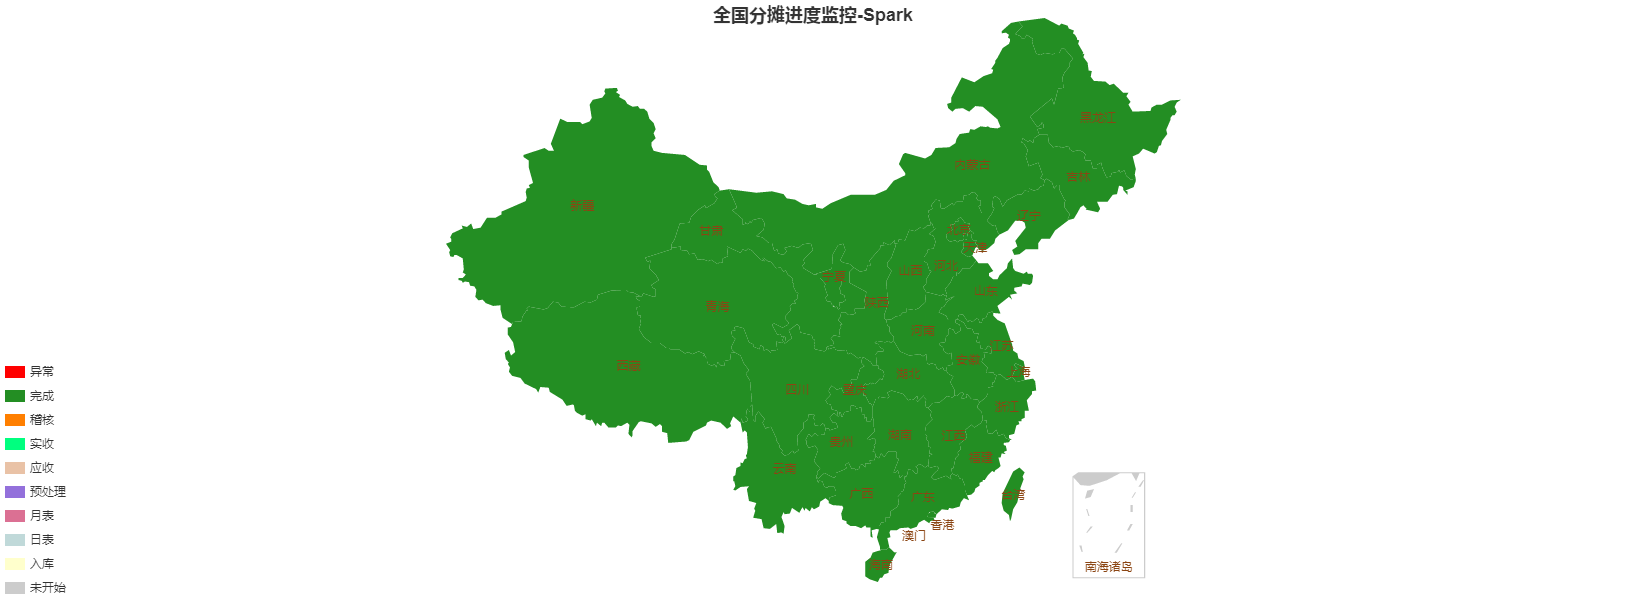 全国分摊进度监控-Spark
黑龙江
内蒙古
吉林
新疆
辽宁
甘肃
北京
天津
河北
山西
宁夏
山东
陕西
青海
河南
江苏
安徽
西藏
上海
湖北
四川
重庆
浙江
湖南
江西
贵州
福建
云南
广西
广东
台湾
香港
澳门
海南
南海诸岛
异常
完成
稽核
实收
应收
预处理
月表
日表
入库
未开始